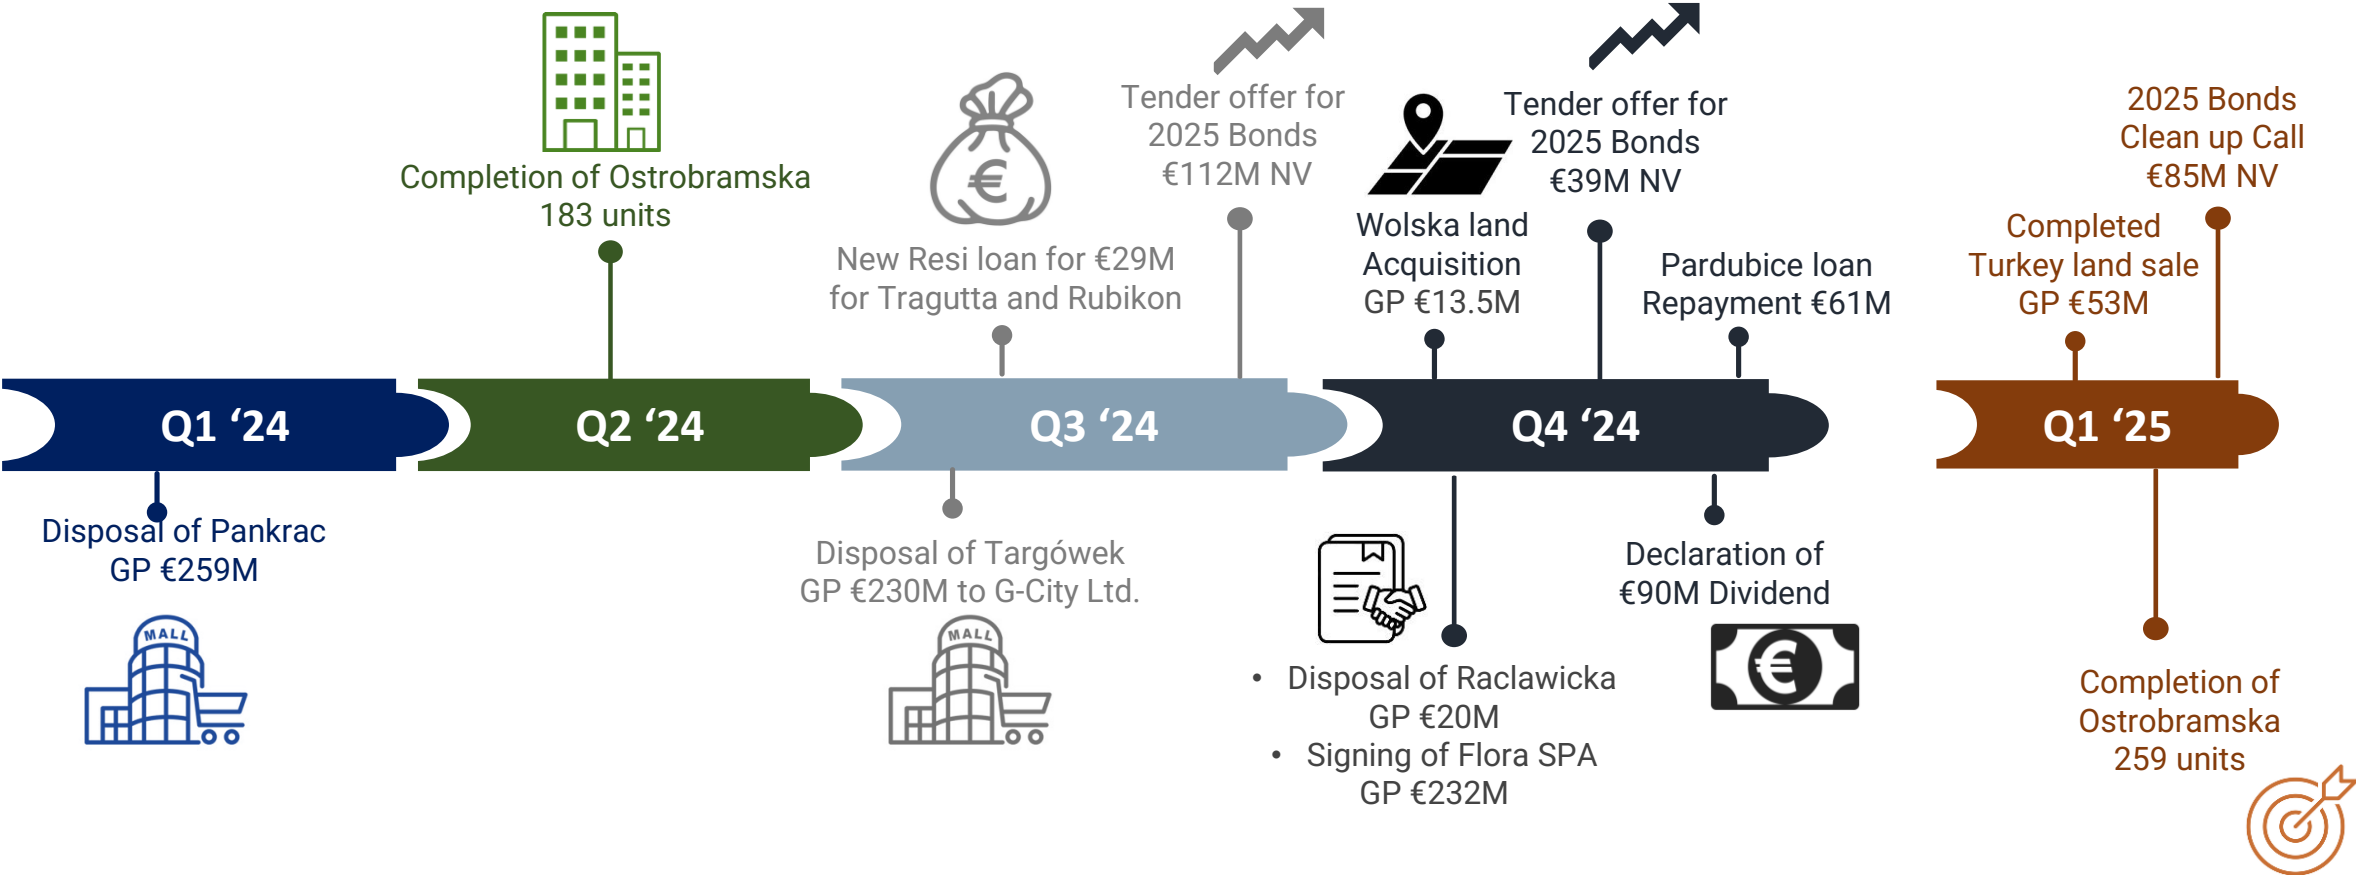 Completion of Ostrobramska
183 units
New Resi loan for €29M
for Tragutta and Rubikon
Tender offer for
2025 Bonds
€112M NV
Wolska land
Acquisition
GP €13.5M
Tender offer for
2025 Bonds
€39M NV
Pardubice loan
Repayment €61M
Completed
Turkey land sale
GP €53M
2025 Bonds
Clean up Call
€85M NV
Q1 ‘24
Q2 ‘24
Q3 ‘24
Q4 ‘24
Q1 ‘25
Disposal of Pankrac
GP €259M
MALL
Disposal of Targówek
GP €230M to G-City Ltd.
MALL
• Disposal of Raclawicka
GP €20M
• Signing of Flora SPA
GP €232M
Declaration of
€90M Dividend
Completion of
Ostrobramska
259 units